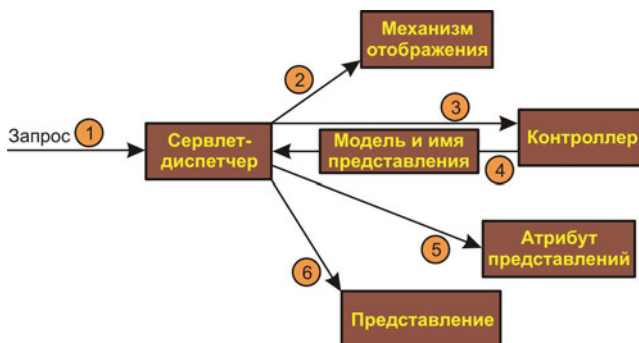 Механизм
отображения
2
3
Запрос 1
Сервлет-
диспетчер
Модель и имя
представления
Контроллер
4
5
Атрибут
представлений
6
Представление